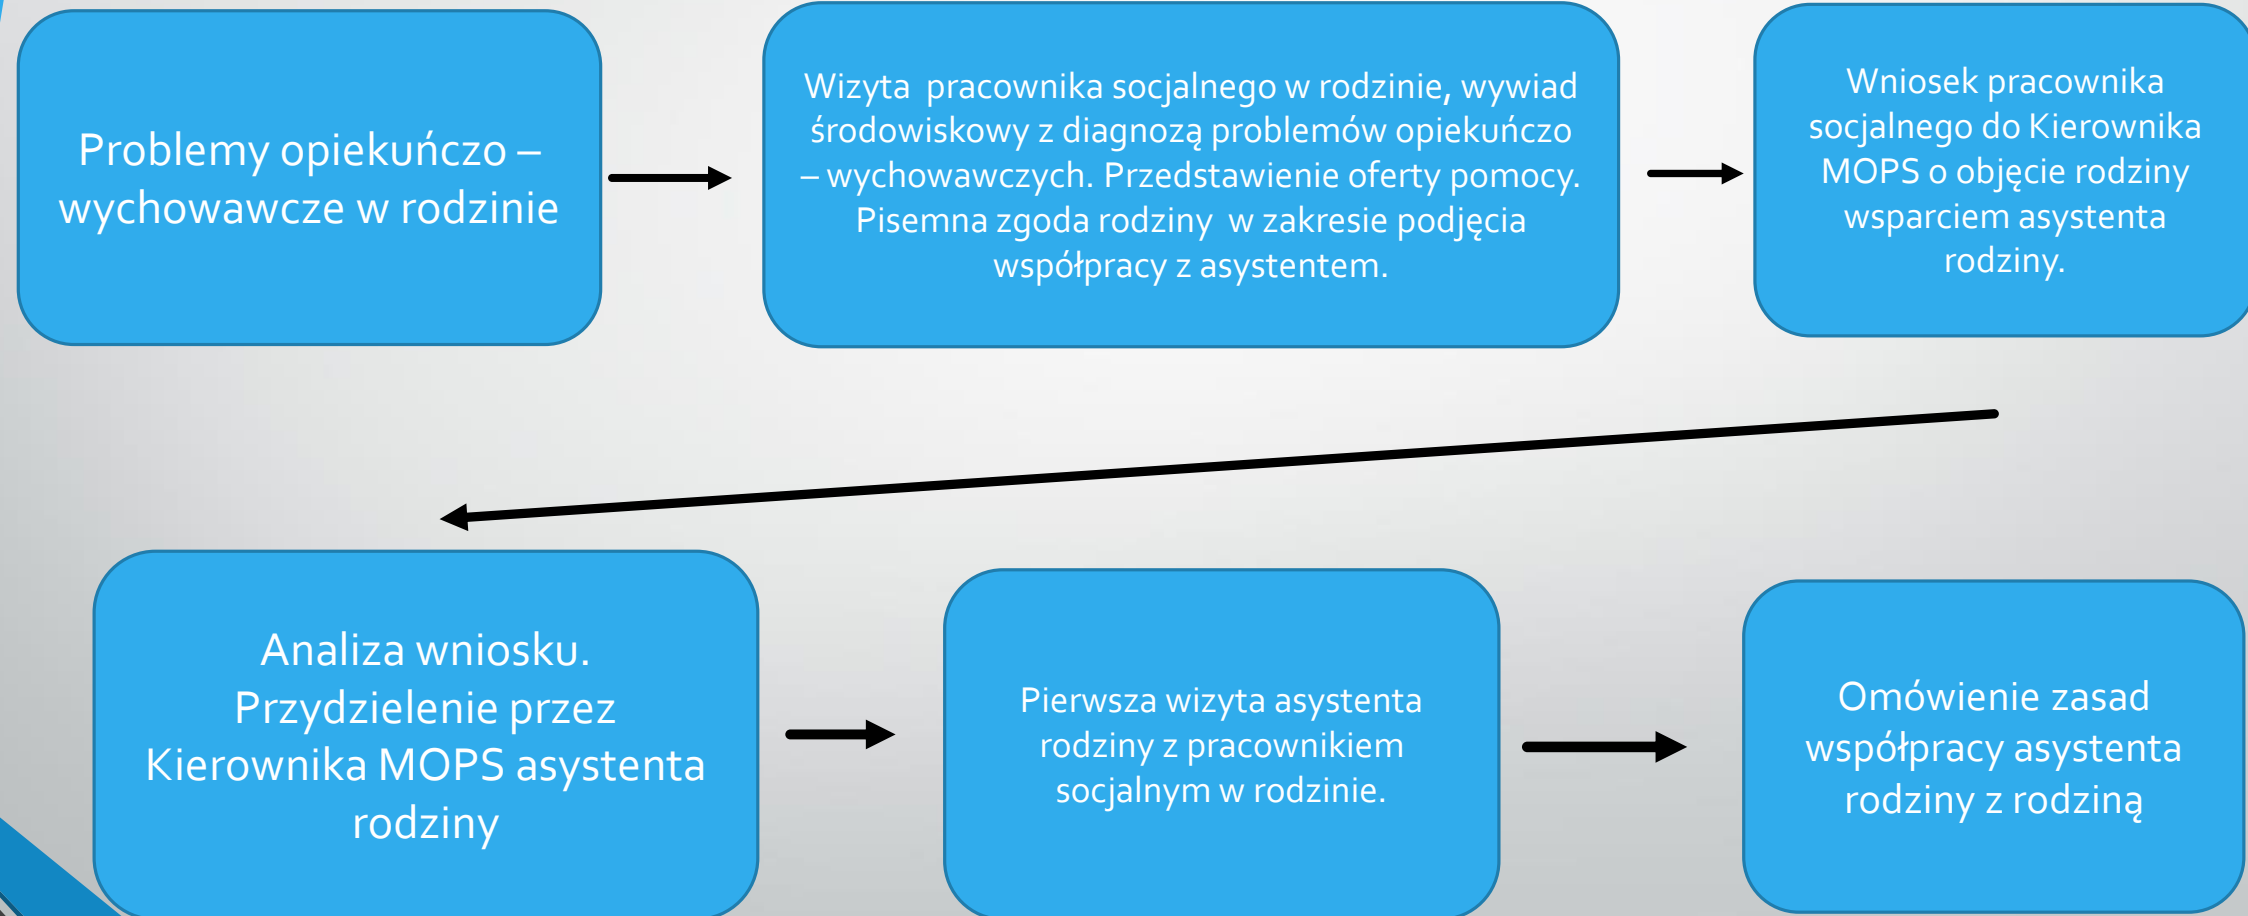 Problemy opiekuńczo –
wychowawcze w rodzinie
Wizyta  pracownika socjalnego w rodzinie, wywiad
środowiskowy z diagnozą problemów opiekuńczo
– wychowawczych. Przedstawienie oferty pomocy.
Pisemna zgoda rodziny  w zakresie podjęcia
współpracy z asystentem.
Wniosek pracownika
socjalnego do Kierownika
MOPS o objęcie rodziny
wsparciem asystenta
rodziny.
Analiza wniosku.
Przydzielenie przez
Kierownika MOPS asystenta
rodziny
Pierwsza wizyta asystenta
rodziny z pracownikiem
socjalnym w rodzinie.
Omówienie zasad
współpracy asystenta
rodziny z rodziną